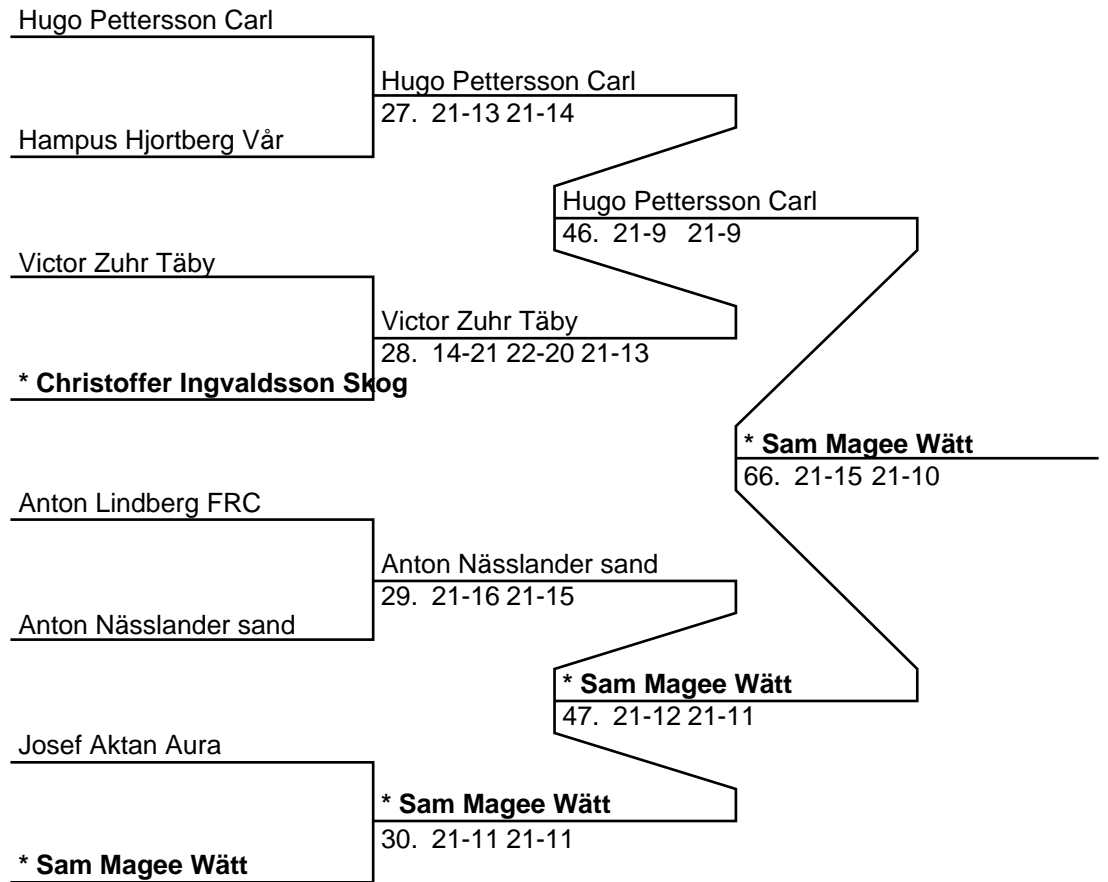 Hugo Pettersson Carl
Hugo Pettersson Carl
27. 21-13 21-14
Hampus Hjortberg Vår
Hugo Pettersson Carl
46. 21-9 21-9
Victor Zuhr Täby
Victor Zuhr Täby
28. 14-21 22-20 21-13
* Christoffer Ingvaldsson Skog
* Sam Magee Wätt
66. 21-15 21-10
Anton Lindberg FRC
Anton Nässlander sand
29. 21-16 21-15
Anton Nässlander sand
* Sam Magee Wätt
47. 21-12 21-11
Josef Aktan Aura
* Sam Magee Wätt
30. 21-11 21-11
* Sam Magee Wätt